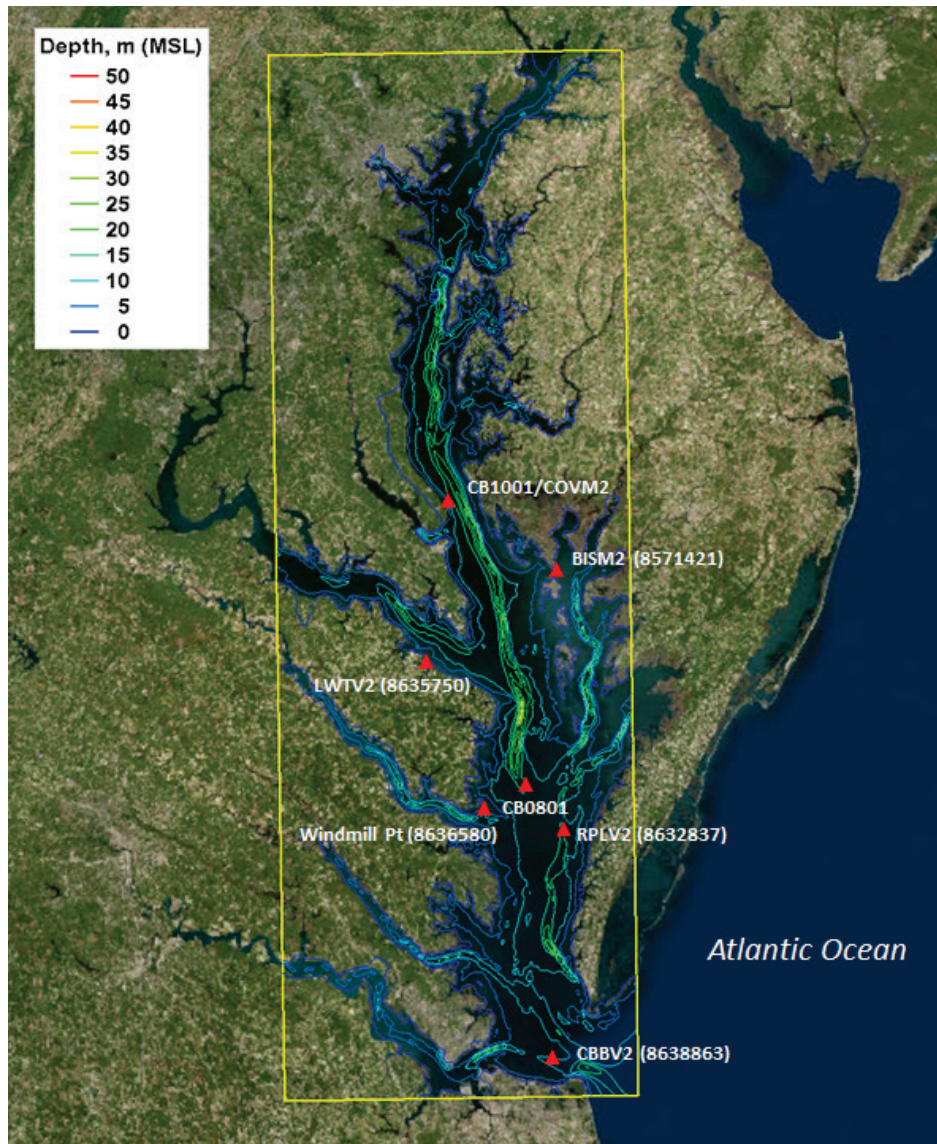 Depth, m (MSL)
50
45
40
35
30
25
20
15
10
5
0
CB1001/COVM2
BISM2 (8571421)
LWTV2 (8635750)
CB0801
Windmill Pt (8636580)
RPLV2 (8632837)
Atlantic Ocean
CBBV2 (8638863)